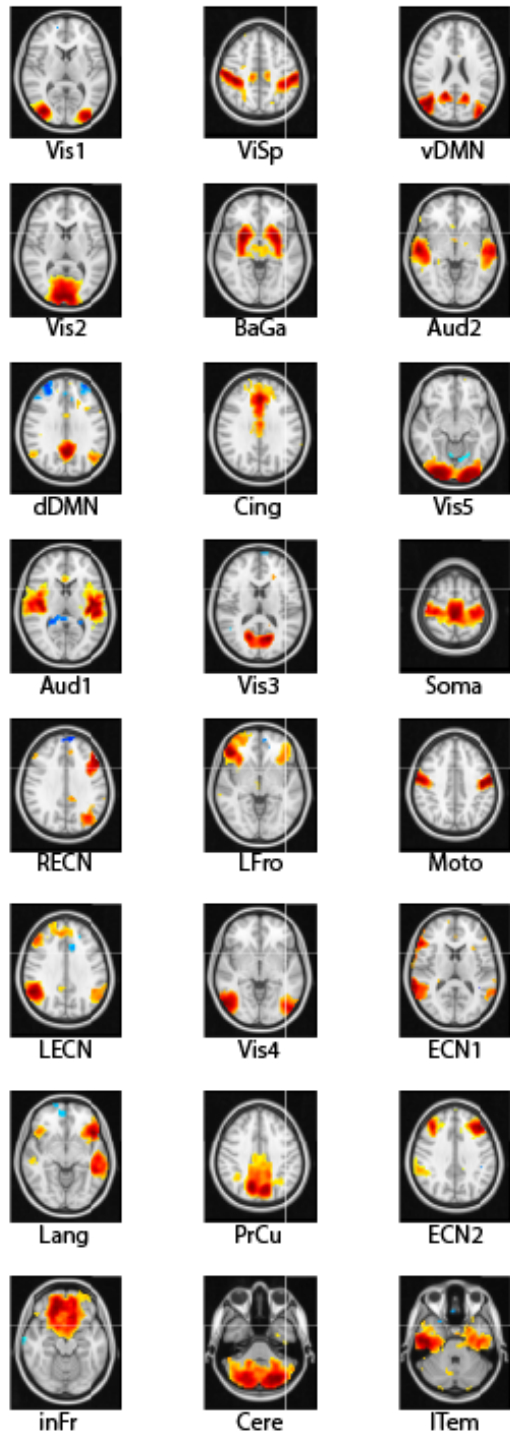 Vis1 ViSp vDMN
Vis2 BaGa Aud2
dDMN Cing Vis5
Aud1 Vis3 Soma
RECN LFro Moto
LECN Vis4 ECN1
Lang PrCu ECN2
inFr Cere ITem